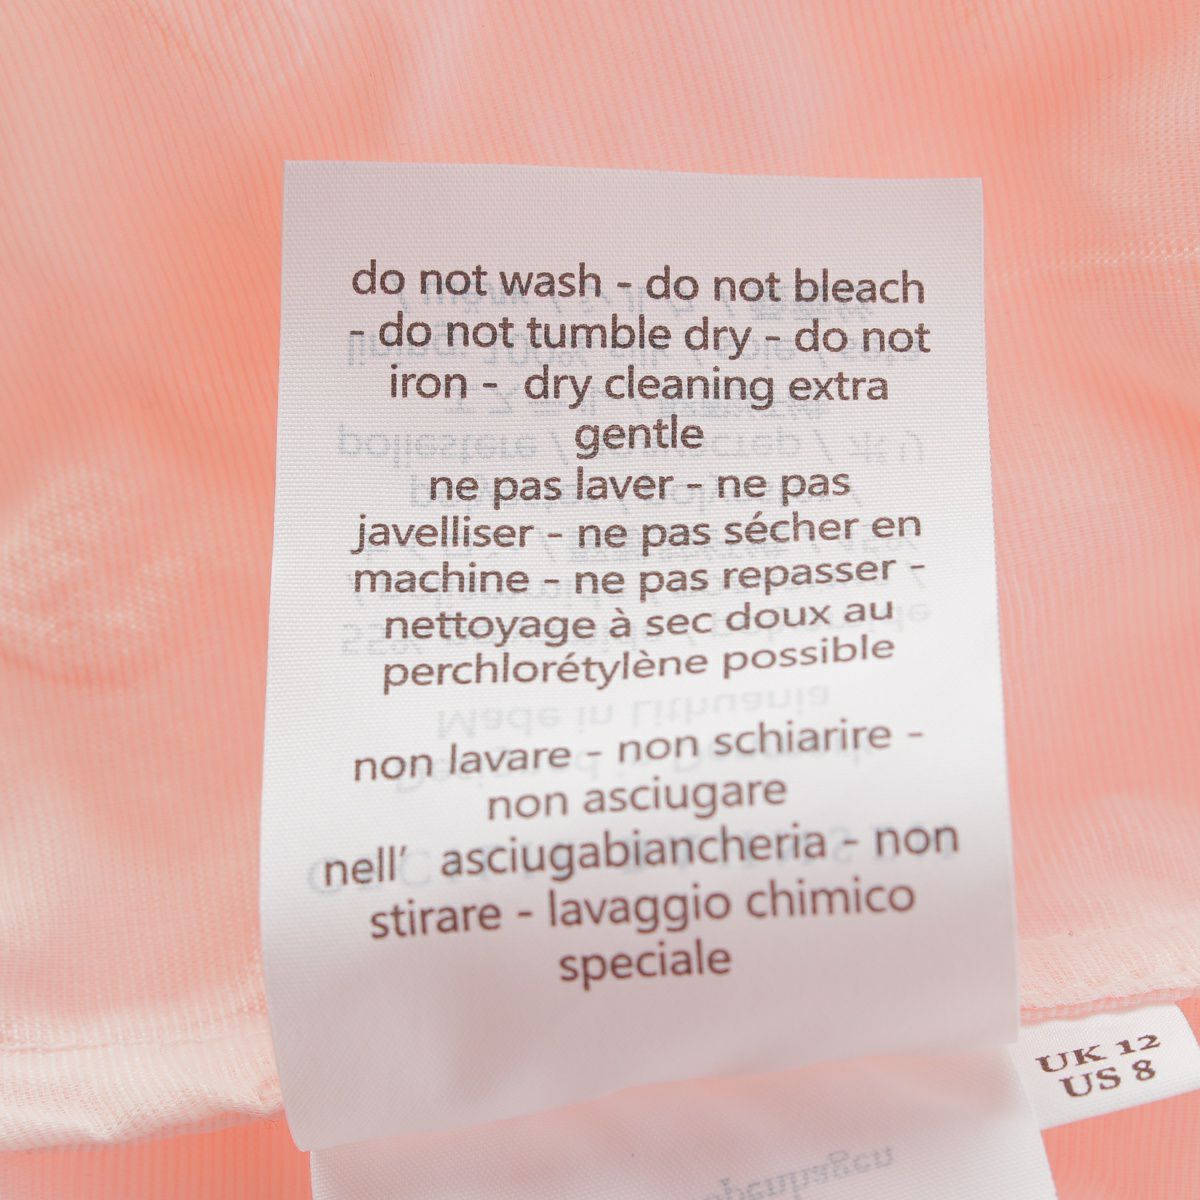 do not wash - do not bleach
- do not tumble dry - do not
iron - dry cleaning extra
gentle
ne pas laver - ne pas
javelliser - ne pas sécher en
machine - ne pas repasser -
nettoyage à sec doux au
perchlorétylène possible
non lavare - non schiarire -
non asciugare
nell' asciugabiancheria - non
stirare - lavaggio chimico
speciale
UK 12
US 8